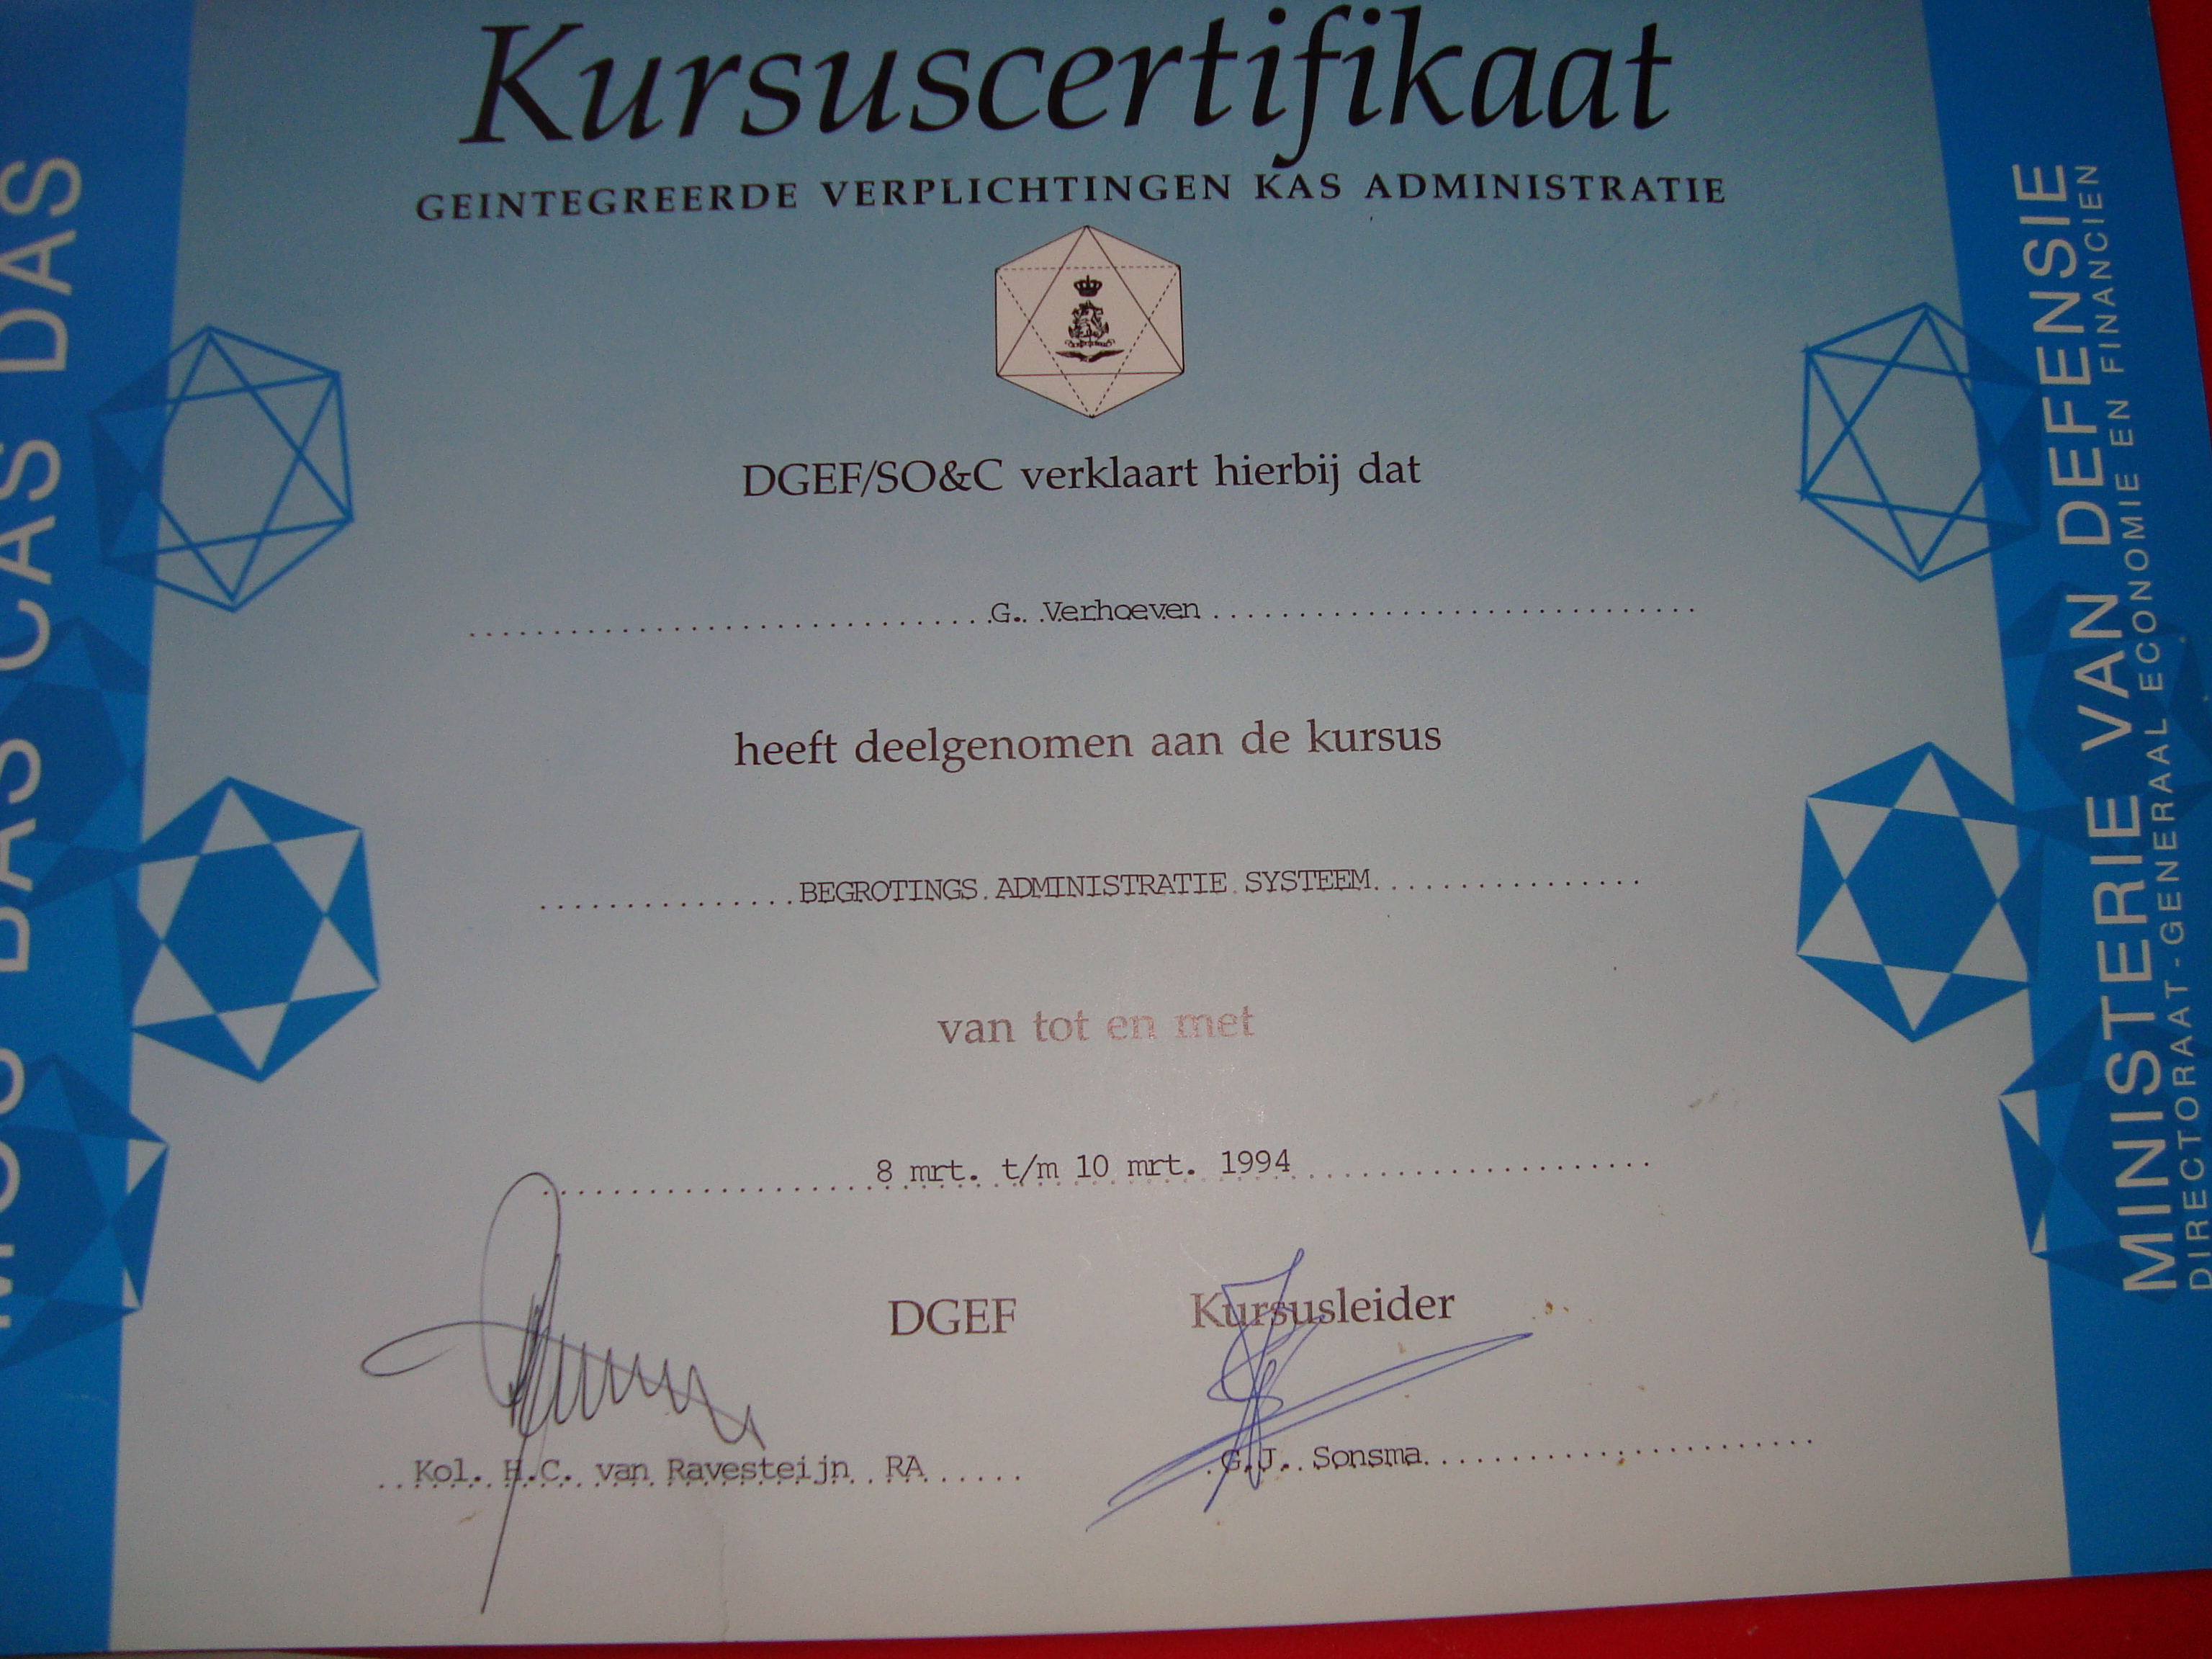 Kursuscertifikaat
GEINTEGREERDE VERPLICHTINGEN KAS ADMINISTRATIE
DGEF/SO&C verklaart hierbij dat
G. Verhoeven
heeft deelgenomen aan de kursus
BEGROTINGS ADMINISTRATIE SYSTEEM
van tot en met
8 mrt. t/m 10 mrt. 1994
DGEF Kursusleider
Kol. H.C. van Ravesteijn RA G.J. Sonsma
BAS CAS DAS
MINISTERIE VAN DEFENSIE
DIRECTORAAT-GENERAAL ECONOMIE EN FINANCIEN